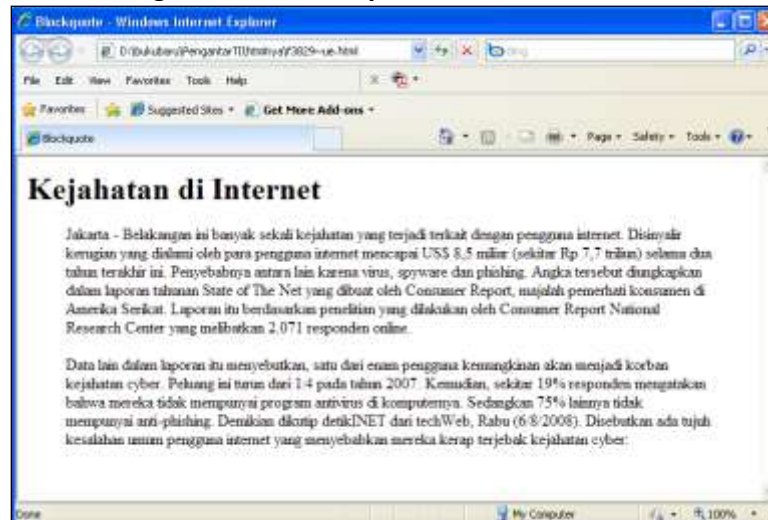 Blockquote - Windows Internet Explorer
bing
File Edit View Favorites Tools Help
Favorites Suggested Sites Get More Add-ons
Blockquote Page Safety Tools
Kejahatan di Internet
Jakarta - Belakangan ini banyak sekali kejahatan yang terjadi terkait dengan pengguna internet. Disinyalir
kerugian yang dialami oleh para pengguna internet mencapai US$ 8,5 miliar (sekitar Rp 7,7 triliun) selama dua
tahun terakhir ini. Penyebabnya antara lain karena virus, spyware dan phishing. Angka tersebut diungkapkan
dalam laporan tahunan State of The Net yang dibuat oleh Consumer Report, majalah pemerhati konsumen di
Amerika Serikat. Laporan itu berdasarkan penelitian yang dilakukan oleh Consumer Report National
Research Center yang melibatkan 2.071 responden online.
Data lain dalam laporan itu menyebutkan, satu dari enam pengguna kemungkinan akan menjadi korban
kejahatan cyber. Peluang ini turun dari 1:4 pada tahun 2007. Kemudian, sekitar 19% responden mengatakan
bahwa mereka tidak mempunyai program antivirus di komputernya. Sedangkan 75% lainnya tidak
mempunyai anti-phishing. Demikian dikutip detikINET dari techWeb, Rabu (6/8/2008). Disebutkan ada tujuh
kesalahan umum pengguna internet yang menyebabkan mereka kerap terjebak kejahatan cyber:
Done My Computer 100%